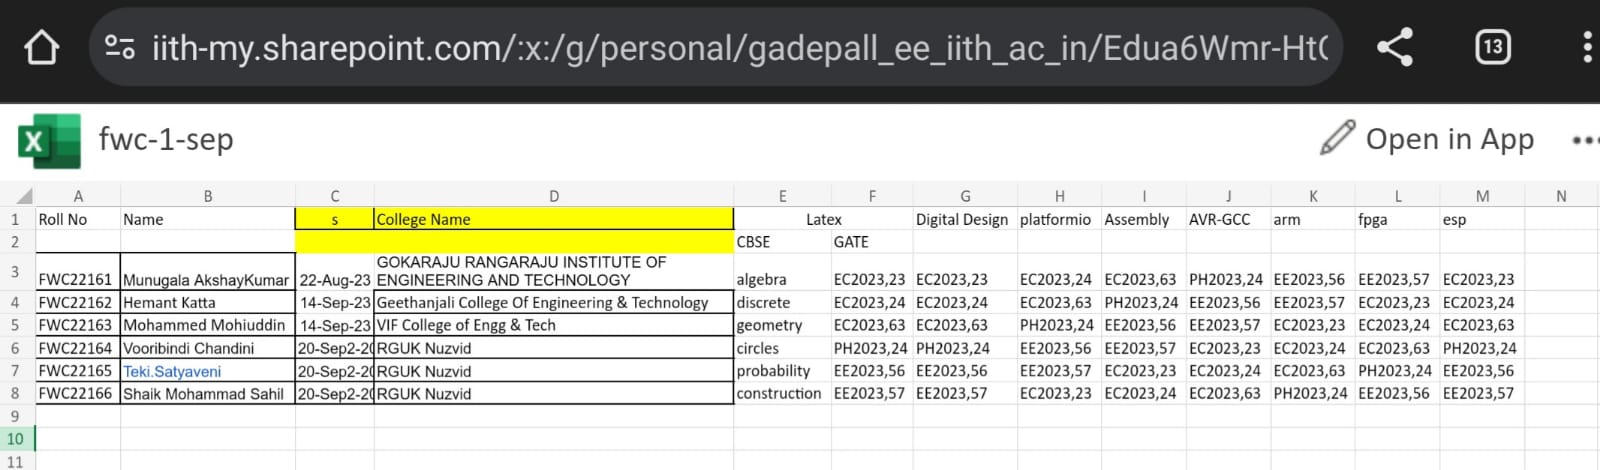 iith-my.sharepoint.com/:x:/g/personal/gadepall_ee_iith_ac_in/Edua6Wmr-Ht
13
fwc-1-sep
Open in App
A B C D E F G H I J K L M N
1 Roll No Name s College Name Latex Digital Design platformio Assembly AVR-GCC arm fpga esp
2 CBSE GATE
GOKARAJU RANGARAJU INSTITUTE OF
3 FWC22161 Munugala AkshayKumar 22-Aug-23 ENGINEERING AND TECHNOLOGY algebra EC2023,23 EC2023,23 EC2023,24 EC2023,63 PH2023,24 EE2023,56 EE2023,57 EC2023,23
4 FWC22162 Hemant Katta 14-Sep-23 Geethanjali College Of Engineering & Technology discrete EC2023,24 EC2023,24 EC2023,63 PH2023,24 EE2023,56 EE2023,57 EC2023,23 EC2023,24
5 FWC22163 Mohammed Mohiuddin 14-Sep-23 VIF College of Engg & Tech geometry EC2023,63 EC2023,63 PH2023,24 EE2023,56 EE2023,57 EC2023,23 EC2023,24 EC2023,63
6 FWC22164 Vooribindi Chandini 20-Sep2-20 RGUK Nuzvid circles PH2023,24 PH2023,24 EE2023,56 EE2023,57 EC2023,23 EC2023,24 EC2023,63 PH2023,24
7 FWC22165 Teki.Satyaveni 20-Sep2-20 RGUK Nuzvid probability EE2023,56 EE2023,56 EE2023,57 EC2023,23 EC2023,24 EC2023,63 PH2023,24 EE2023,56
8 FWC22166 Shaik Mohammad Sahil 20-Sep2-20 RGUK Nuzvid construction EE2023,57 EE2023,57 EC2023,23 EC2023,24 EC2023,63 PH2023,24 EE2023,56 EE2023,57
9
10
11